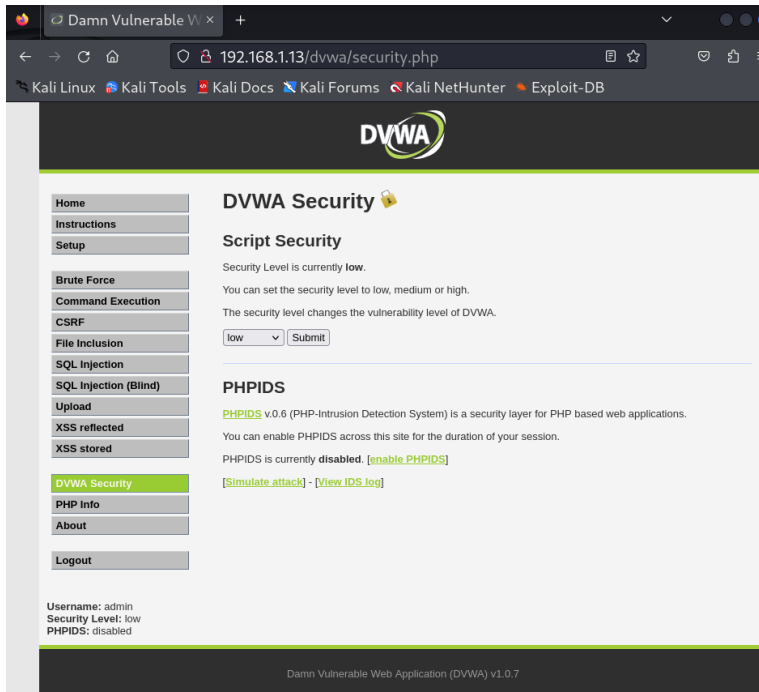 Damn Vulnerable W
192.168.1.13/dvwa/security.php
Kali Linux Kali Tools Kali Docs Kali Forums Kali NetHunter Exploit-DB
DVWA
Home
Instructions
Setup
Brute Force
Command Execution
CSRF
File Inclusion
SQL Injection
SQL Injection (Blind)
Upload
XSS reflected
XSS stored
DVWA Security
PHP Info
About
Logout
Username: admin
Security Level: low
PHPIDS: disabled
DVWA Security
Script Security
Security Level is currently low.
You can set the security level to low, medium or high.
The security level changes the vulnerability level of DVWA.
low Submit
PHPIDS
PHPIDS v.0.6 (PHP-Intrusion Detection System) is a security layer for PHP based web applications.
You can enable PHPIDS across this site for the duration of your session.
PHPIDS is currently disabled. [enable PHPIDS]
[Simulate attack] - [View IDS log]
Damn Vulnerable Web Application (DVWA) v1.0.7